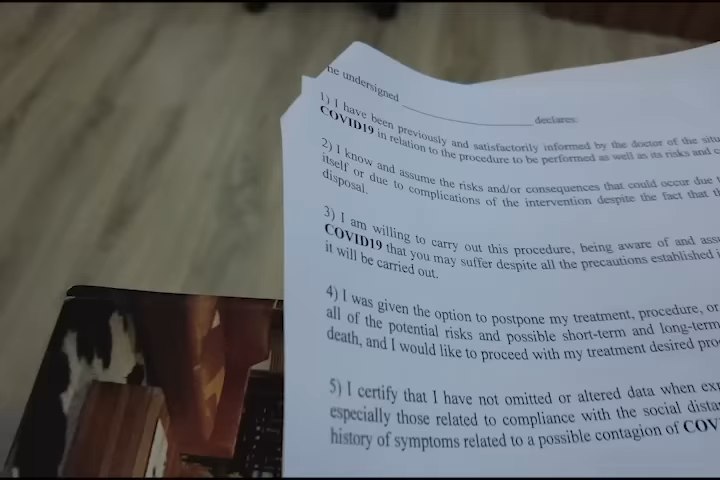 he undersigned ____________________ declares:
1) I have been previously and satisfactorily informed by the doctor of the situ
COVID19 in relation to the procedure to be performed as well as its risks and c
2) I know and assume the risks and/or consequences that could occur due t
itself or due to complications of the intervention despite the fact that th
disposal.
3) I am willing to carry out this procedure, being aware of and assu
COVID19 that you may suffer despite all the precautions established i
it will be carried out.
4) I was given the option to postpone my treatment, procedure, or
all of the potential risks and possible short-term and long-term
death, and I would like to proceed with my treatment desired pro
5) I certify that I have not omitted or altered data when exp
especially those related to compliance with the social dista
history of symptoms related to a possible contagion of COV